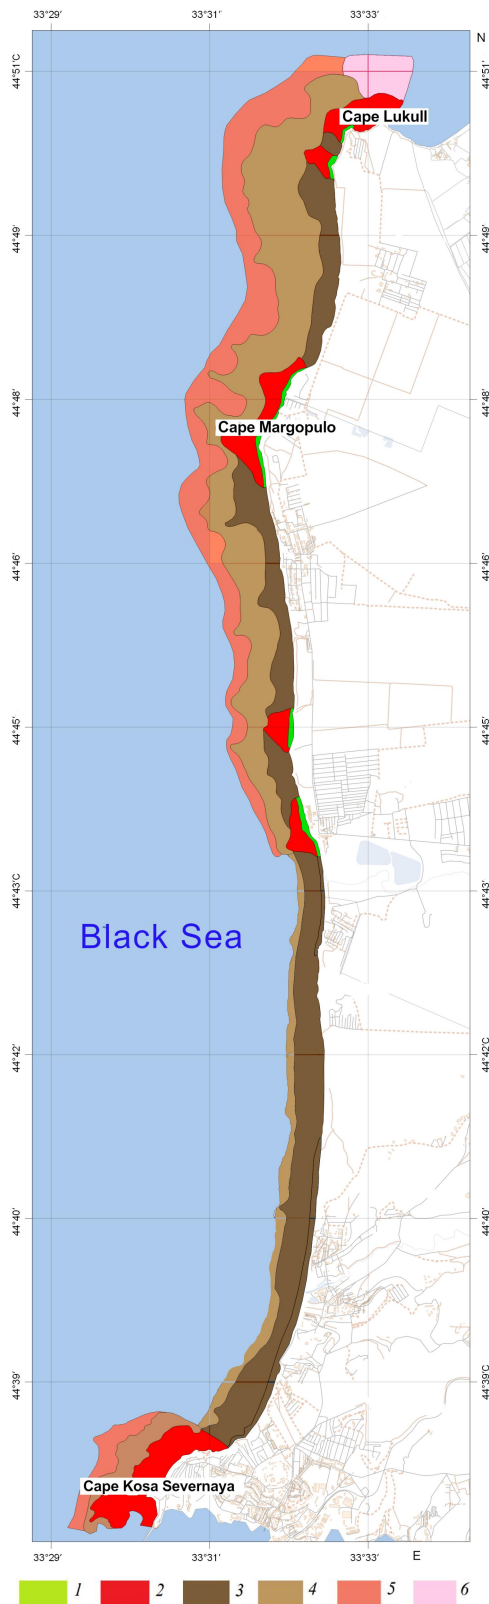 33°29′ 33°31′ 33°33′
N
44°51′C 44°51′
Cape Lukull
44°49′ 44°49′
44°48′ 44°48′
Cape Margopulo
44°46′ 44°46′
44°45′ 44°45′
44°43′C 44°43′
Black Sea
44°42′ 44°42′C
44°40′ 44°40′
44°39′ 44°39′C
Cape Kosa Severnaya
33°29′ 33°31′ 33°33′ E
1 2 3 4 5 6